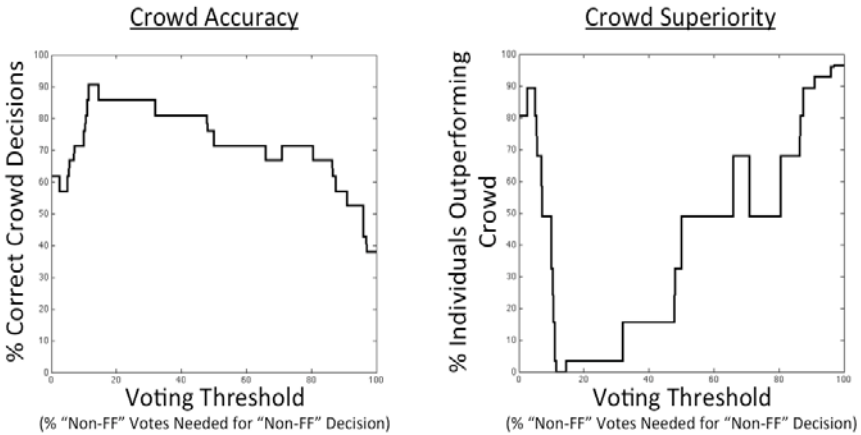 Crowd Accuracy
% Correct Crowd Decisions
100
90
80
70
60
50
40
30
20
10
0
0 20 40 60 80 100
Voting Threshold
(% “Non-FF” Votes Needed for “Non-FF” Decision)
Crowd Superiority
% Individuals Outperforming
Crowd
100
90
80
70
60
50
40
30
20
10
0
0 20 40 60 80 100
Voting Threshold
(% “Non-FF” Votes Needed for “Non-FF” Decision)